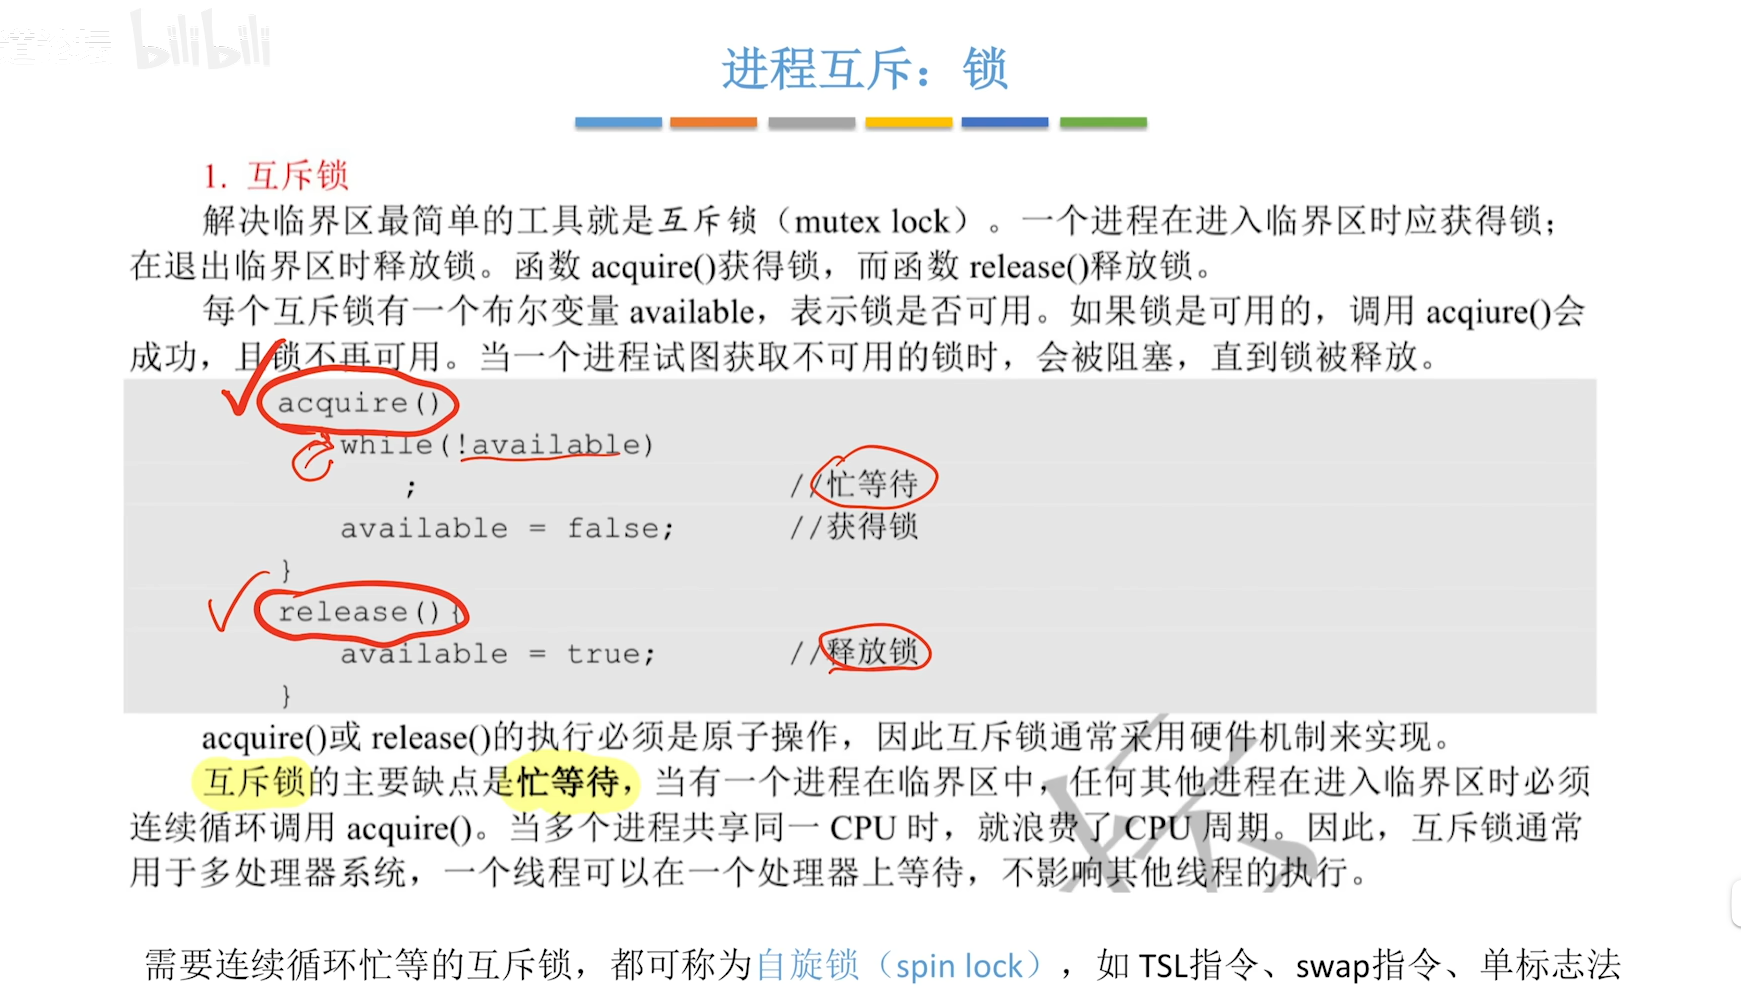 bilibili
进程互斥：锁
1. 互斥锁
解决临界区最简单的工具就是互斥锁（mutex lock）。一个进程在进入临界区时应获得锁；
在退出临界区时释放锁。函数 acquire()获得锁，而函数 release()释放锁。
每个互斥锁有一个布尔变量 available，表示锁是否可用。如果锁是可用的，调用 acqiure()会
成功，且锁不再可用。当一个进程试图获取不可用的锁时，会被阻塞，直到锁被释放。
acquire()
while(!available)
; //忙等待
available = false; //获得锁
}
release(){
available = true; //释放锁
}
acquire()或 release()的执行必须是原子操作，因此互斥锁通常采用硬件机制来实现。
互斥锁的主要缺点是忙等待，当有一个进程在临界区中，任何其他进程在进入临界区时必须
连续循环调用 acquire()。当多个进程共享同一 CPU 时，就浪费了 CPU 周期。因此，互斥锁通常
用于多处理器系统，一个线程可以在一个处理器上等待，不影响其他线程的执行。
需要连续循环忙等的互斥锁，都可称为自旋锁（spin lock），如 TSL指令、swap指令、单标志法